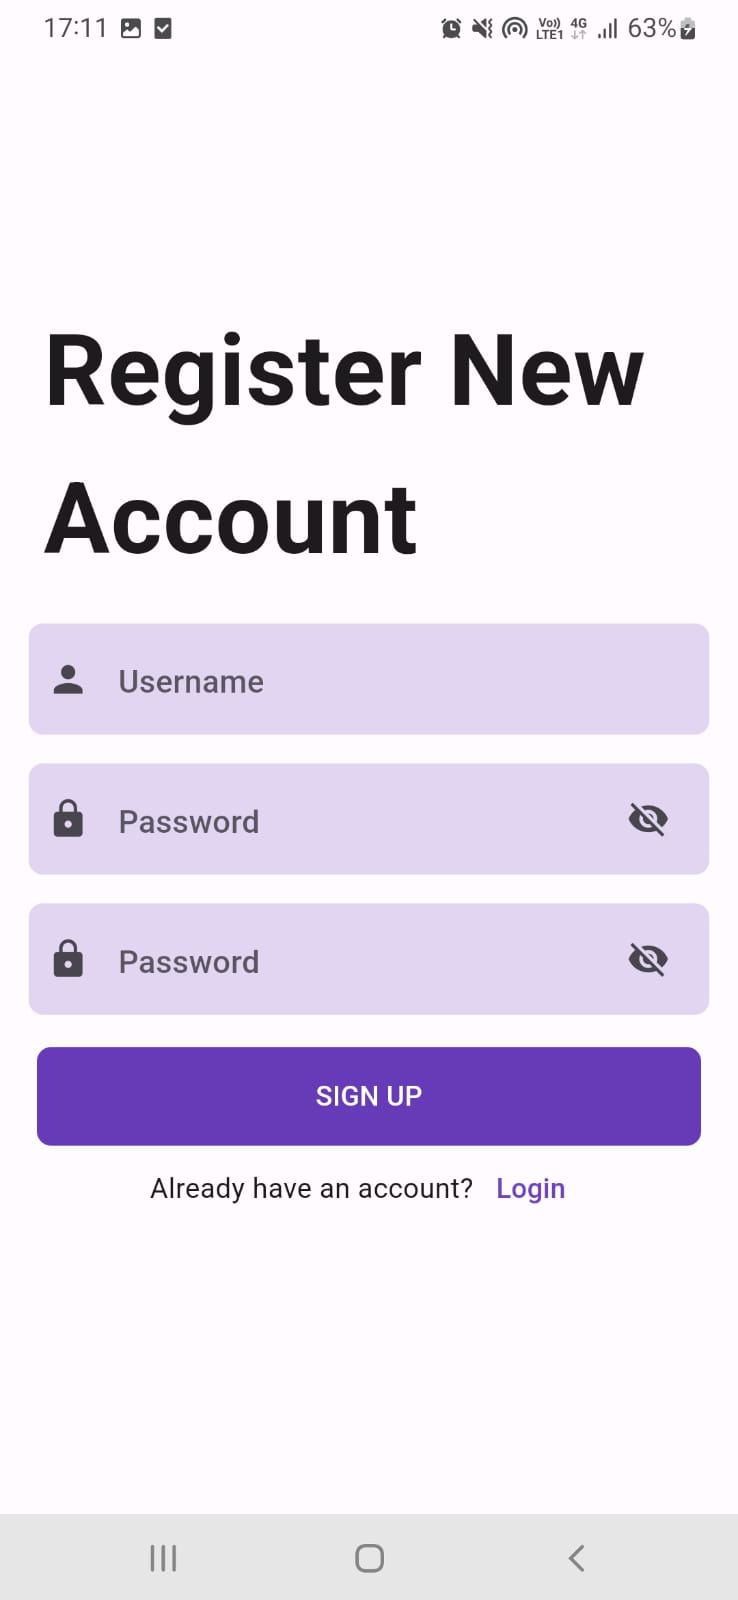 17:11 Vo)) LTE1 4G 63%
Register New
Account
Username
Password
Password
SIGN UP
Already have an account? Login